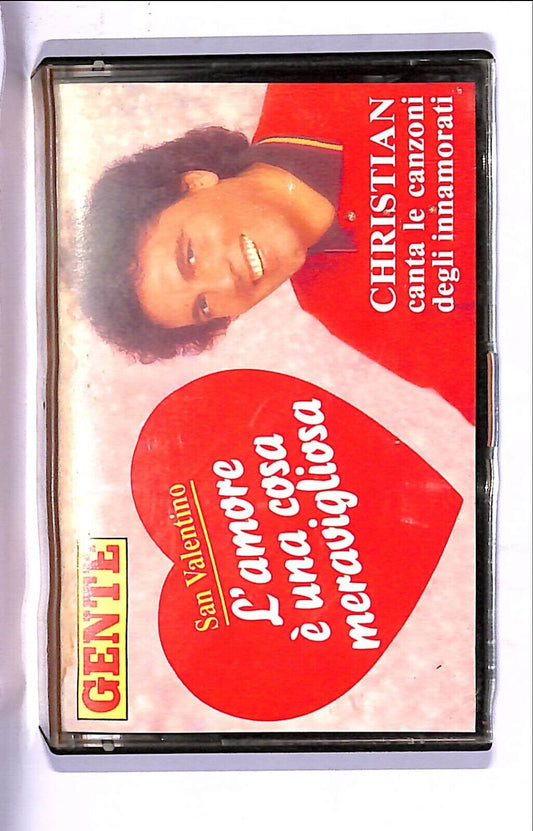 GENTE
San Valentino
L'amore
è una cosa
meravigliosa
CHRISTIAN
canta le canzoni
degli innamorati